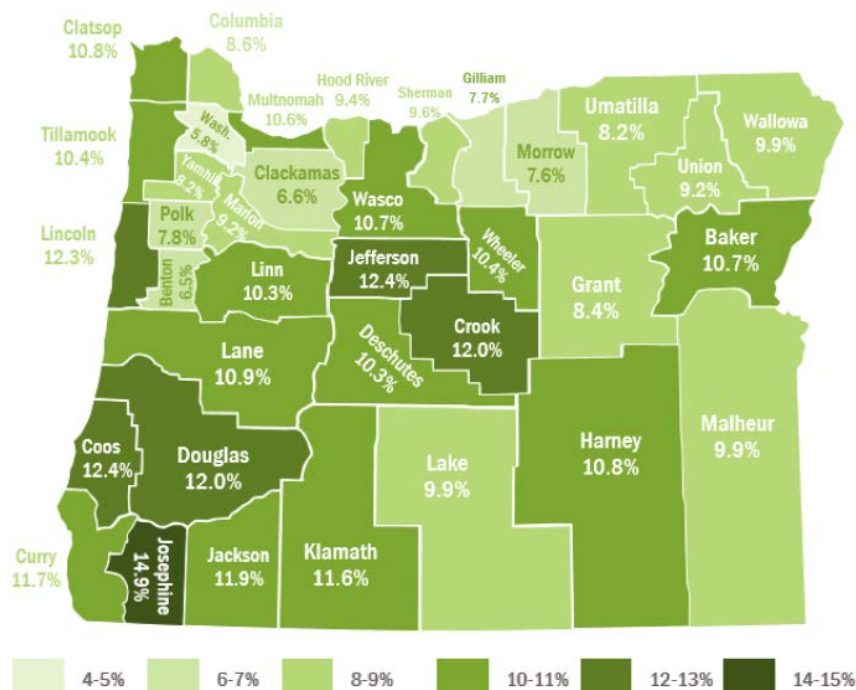 Clatsop
10.8%
Columbia
8.6%
Multnomah
10.6%
Hood River
9.4%
Sherman
9.6%
Gilliam
7.7%
Umatilla
8.2%
Wallowa
9.9%
Tillamook
10.4%
Wash.
5.8%
Yamhill
8.2%
Clackamas
6.6%
Morrow
7.6%
Union
9.2%
Polk
7.8%
Marion
9.2%
Wasco
10.7%
Lincoln
12.3%
Benton
6.5%
Linn
10.3%
Jefferson
12.4%
Wheeler
10.4%
Grant
8.4%
Baker
10.7%
Lane
10.9%
Deschutes
10.3%
Crook
12.0%
Coos
12.4%
Douglas
12.0%
Lake
9.9%
Harney
10.8%
Malheur
9.9%
Curry
11.7%
Josephine
14.9%
Jackson
11.9%
Klamath
11.6%
4-5%
6-7%
8-9%
10-11%
12-13%
14-15%